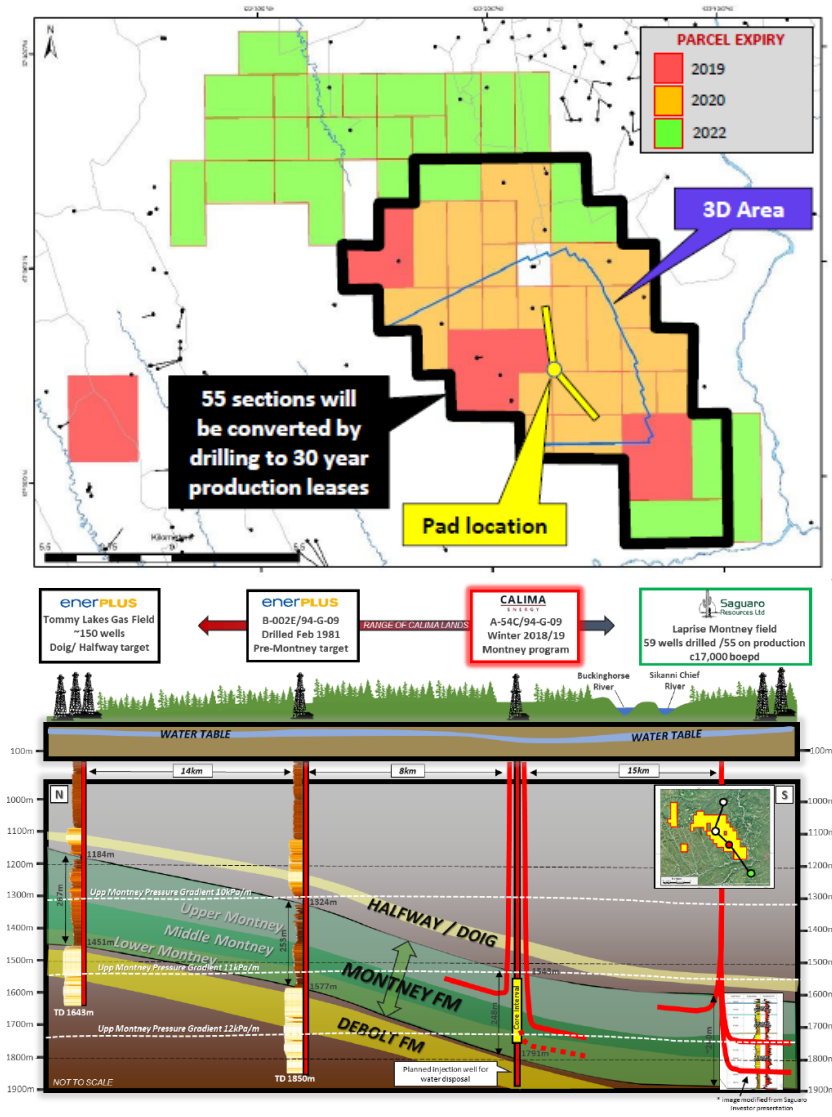 N
PARCEL EXPIRY
2019
2020
2022
3D Area
55 sections will
be converted by
drilling to 30 year
production leases
Pad location
Kilometers
enerPLUS
Tommy Lakes Gas Field
~150 wells
Doig/ Halfway target
enerPLUS
B-002E/94-G-09
Drilled Feb 1981
Pre-Montney target
RANGE OF CALIMA LANDS
CALIMA
ENERGY
A-54C/94-G-09
Winter 2018/19
Montney program
Saguaro
Resources Ltd
Laprise Montney field
59 wells drilled /55 on production
c17,000 boepd
Buckinghorse
River
Sikanni Chief
River
WATER TABLE
WATER TABLE
100m
100m
14km
8km
15km
N
S
1000m
1100m
1200m
1300m
1400m
1500m
1600m
1700m
1800m
1900m
1000m
1100m
1200m
1300m
1400m
1500m
1600m
1700m
1800m
1900m
1184m
267m
1451m
TD 1643m
Upp Montney Pressure Gradient 10kPa/m
Upper Montney
Middle Montney
Lower Montney
Upp Montney Pressure Gradient 11kPa/m
Upp Montney Pressure Gradient 12kPa/m
1324m
253m
1577m
TD 1850m
HALFWAY / DOIG
MONTNEY FM
DEBOLT FM
1543m
248m
Core Interval
1791m
Planned Injection well for
water disposal
NOT TO SCALE
* image modified from Saguaro
investor presentation